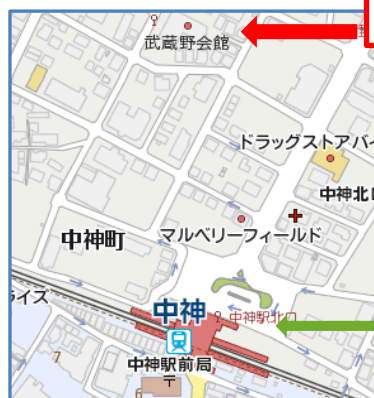 武蔵野会館
ドラッグストアバイ
中神北口
中神町
マルベリーフィールド
ライズ
中神
中神駅北口
中神駅前局
7
6